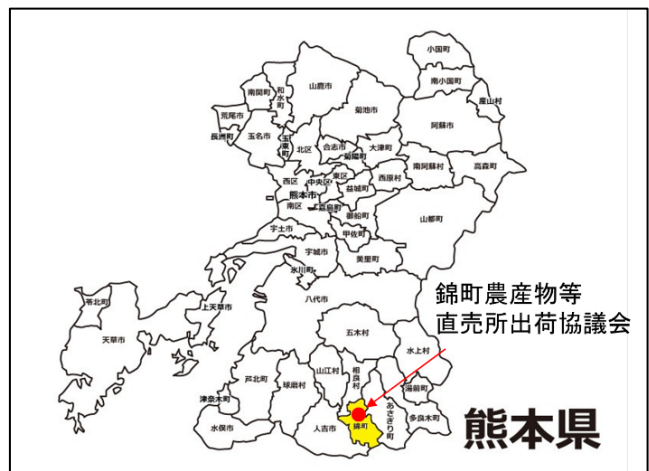 小国町
南小国町
産山村
山鹿市
和水町
南関町
菊池市
阿蘇市
荒尾市
長洲町
玉名市
玉東町
北区
合志市
菊陽町
大津町
南阿蘇村
高森町
西区
中央区
東区
西原村
熊本市
益城町
南区
嘉島町
御船町
山都町
宇土市
甲佐町
宇城市
美里町
氷川町
八代市
上天草市
苓北町
天草市
錦町農産物等
直売所出荷協議会
五木村
水上村
芦北町
球磨村
山江村
相良村
湯前町
津奈木町
多良木町
あさぎり町
水俣市
人吉市
錦町
熊本県